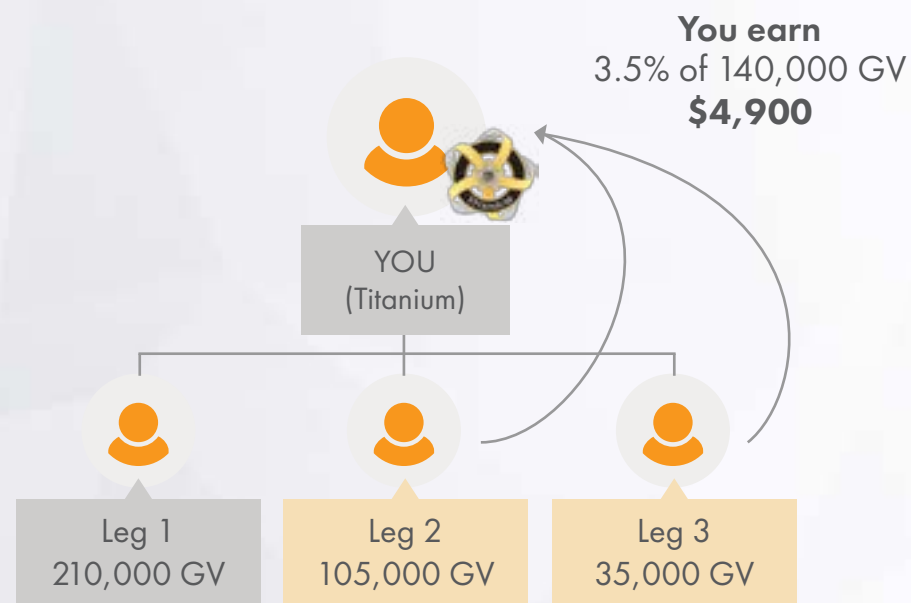 You earn
3.5% of 140,000 GV
$4,900
YOU
(Titanium)
Leg 1
210,000 GV
Leg 2
105,000 GV
Leg 3
35,000 GV